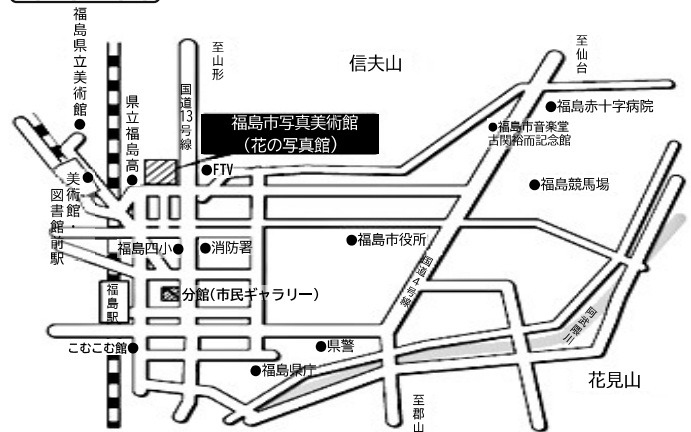 福島県立美術館
至山形
信夫山
至仙台
国道13号線
県立福島高
福島市写真美術館
（花の写真館）
福島赤十字病院
福島市音楽堂
古関裕而記念館
FTV
美術館・
図書館前駅
福島競馬場
福島四小
消防署
福島市役所
国道4号線
福島駅
分館（市民ギャラリー）
阿武隈川
こむこむ館
県警
福島県庁
花見山
至郡山